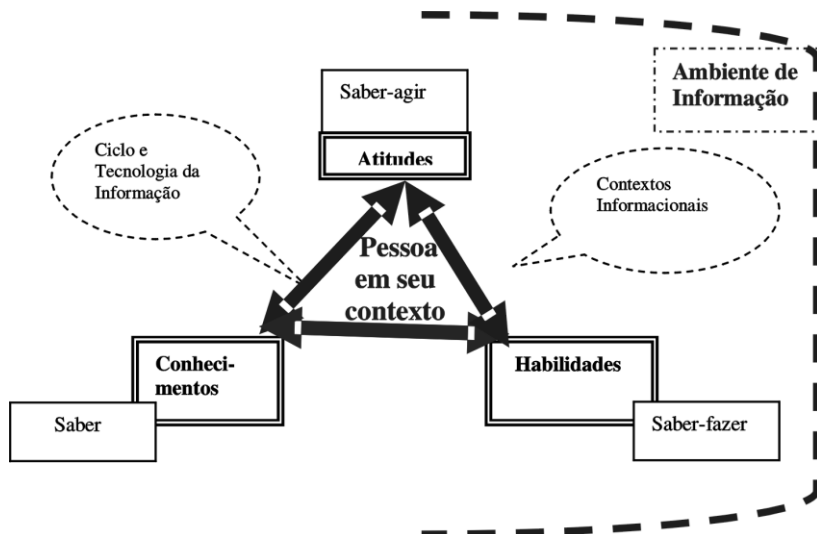 Ambiente de
Informação
Saber-agir
Atitudes
Ciclo e
Tecnologia da
Informação
Contextos
Informacionais
Pessoa
em seu
contexto
Conheci-
mentos
Saber
Habilidades
Saber-fazer